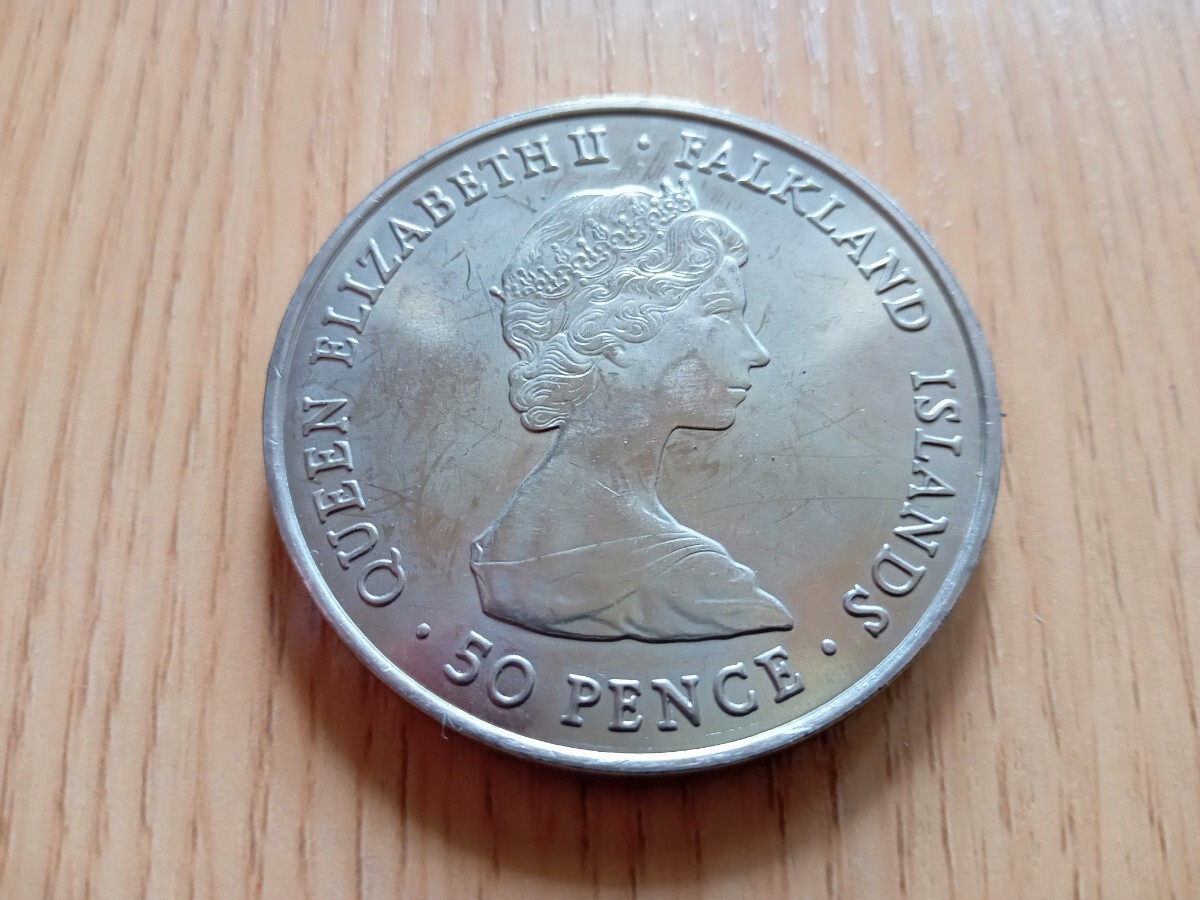 QUEEN ELIZABETH II · FALKLAND ISLANDS ·
50 PENCE ·